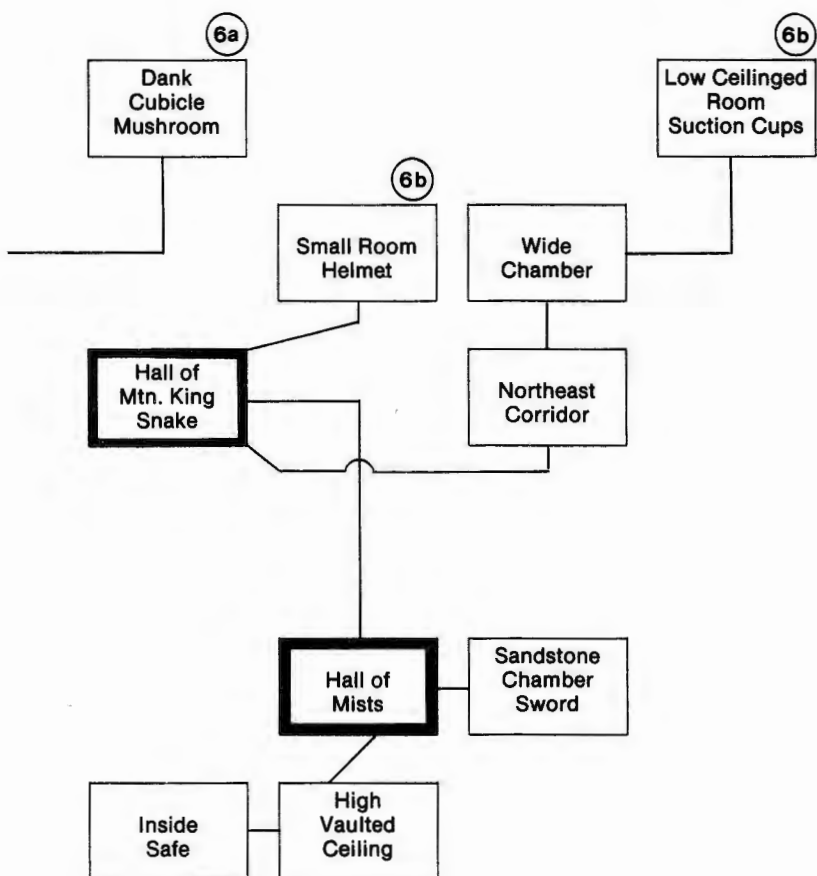 6a
Dank
Cubicle
Mushroom
6b
Low Ceilinged
Room
Suction Cups
6b
Small Room
Helmet
Wide
Chamber
Hall of
Mtn. King
Snake
Northeast
Corridor
Hall of
Mists
Sandstone
Chamber
Sword
Inside
Safe
High
Vaulted
Ceiling